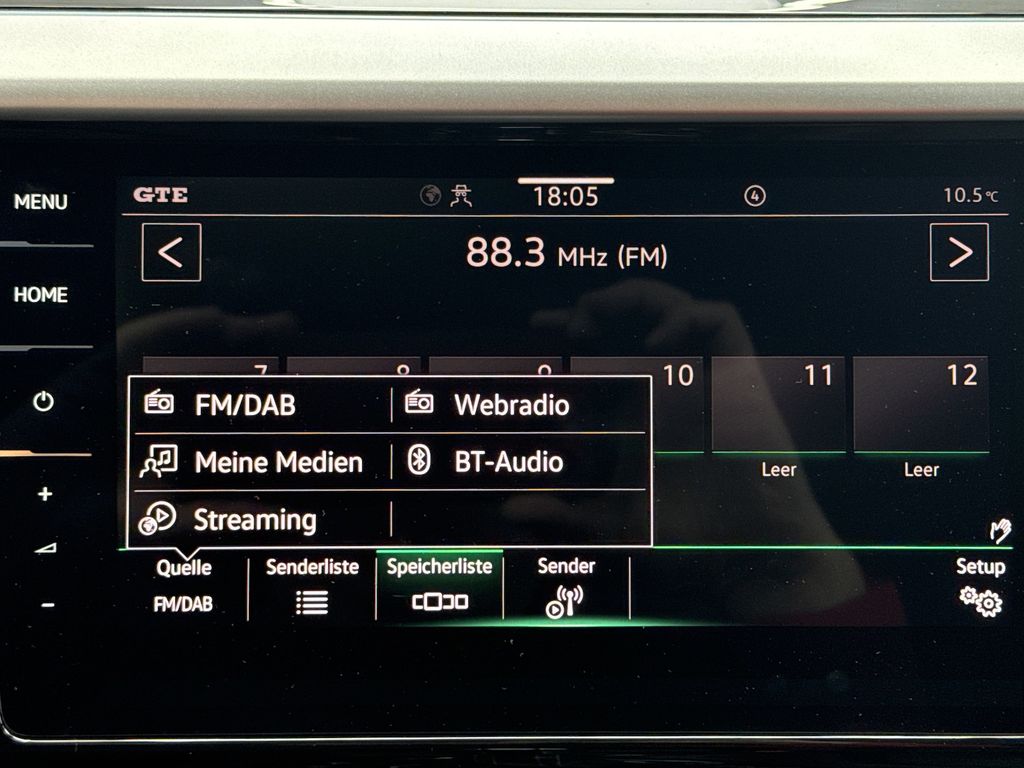 MENU
GTE
18:05
4
10.5°C
HOME
88.3 MHz (FM)
7
10
11
12
FM/DAB
Webradio
Meine Medien
BT-Audio
Streaming
Leer
Leer
Quelle
FM/DAB
Senderliste
Speicherliste
Sender
Setup